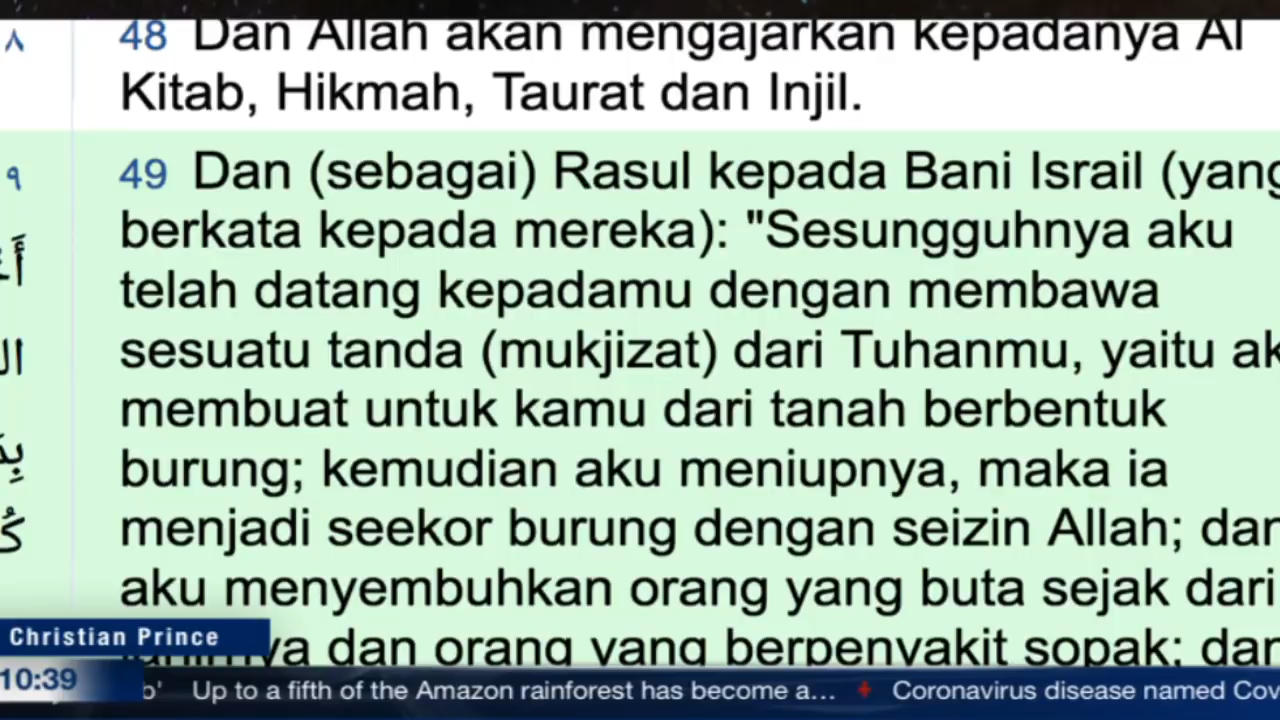 48 Dan Allah akan mengajarkan kepadanya Al
Kitab, Hikmah, Taurat dan Injil.
49 Dan (sebagai) Rasul kepada Bani Israil (yang
berkata kepada mereka): "Sesungguhnya aku
telah datang kepadamu dengan membawa
sesuatu tanda (mukjizat) dari Tuhanmu, yaitu ak
membuat untuk kamu dari tanah berbentuk
burung; kemudian aku meniupnya, maka ia
menjadi seekor burung dengan seizin Allah; dan
aku menyembuhkan orang yang buta sejak dari
dan orang yang berpenyakit sopak; dan
Christian Prince
10:39
Up to a fifth of the Amazon rainforest has become a... Coronavirus disease named Cov